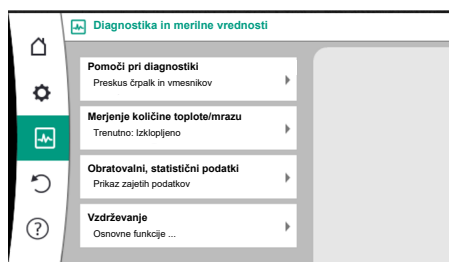 Diagnostika in merilne vrednosti
Pomoči pri diagnostiki
Preskus črpalk in vmesnikov
Merjenje količine toplote/mrazu
Trenutno: Izklopljeno
Obratovalni, statistični podatki
Prikaz zajetih podatkov
Vzdrževanje
Osnovne funkcije ...
?